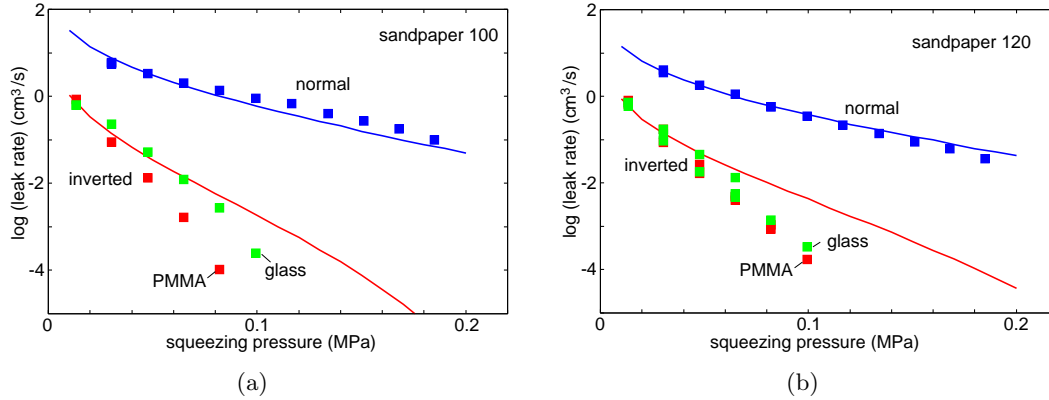 2
sandpaper 100
normal
0
log (leak rate) (cm³/s)
inverted
-2
-4
PMMA
glass
0
0.1
0.2
squeezing pressure (MPa)
(a)
2
sandpaper 120
normal
0
log (leak rate) (cm³/s)
inverted
-2
glass
-4
PMMA
0
0.1
0.2
squeezing pressure (MPa)
(b)